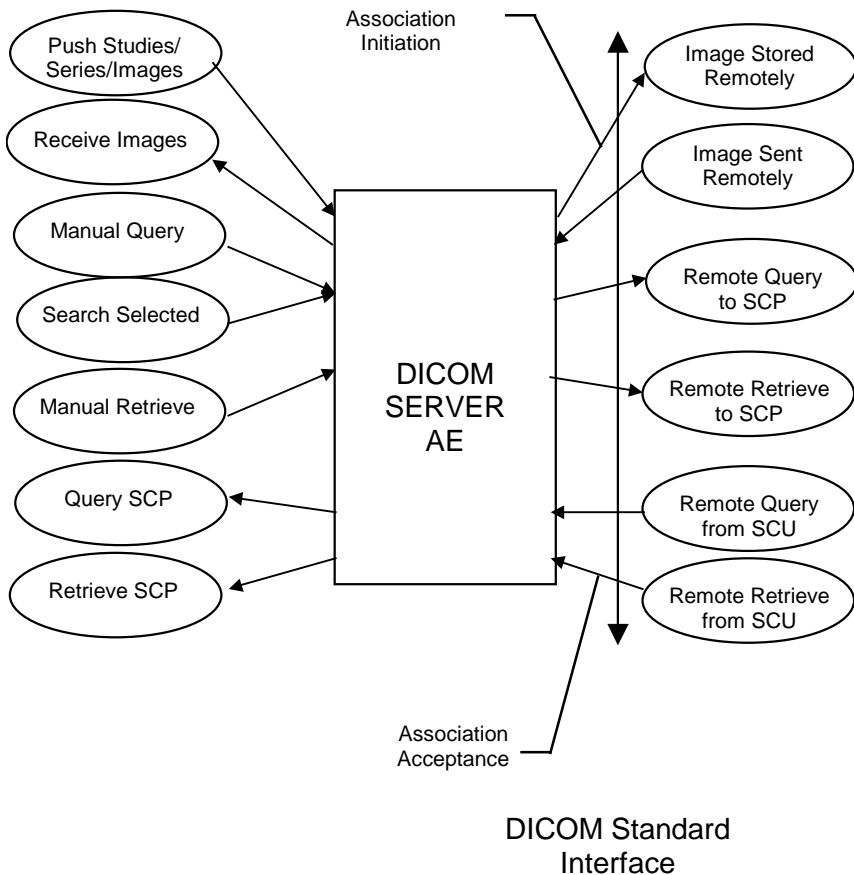 Push Studies/
Series/Images
Receive Images
Manual Query
Search Selected
Manual Retrieve
Query SCP
Retrieve SCP
Association
Initiation
DICOM
SERVER
AE
Association
Acceptance
Image Stored
Remotely
Image Sent
Remotely
Remote Query
to SCP
Remote Retrieve
to SCP
Remote Query
from SCU
Remote Retrieve
from SCU
DICOM Standard
Interface